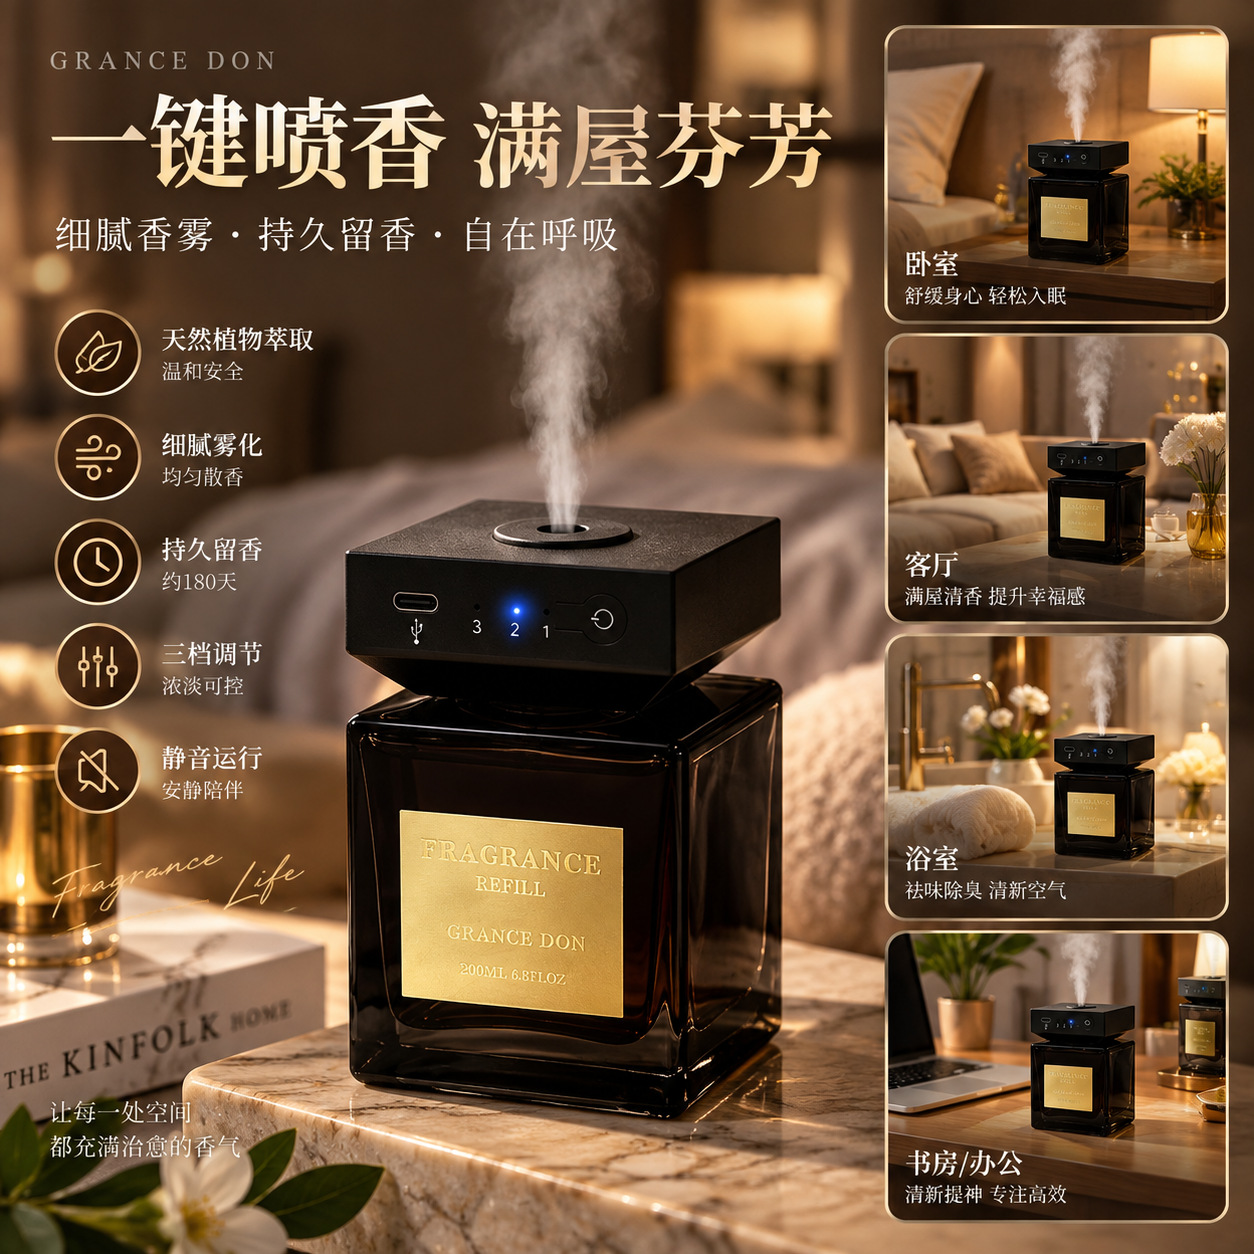 GRANCE DON
一键喷香 满屋芬芳
细腻香雾·持久留香·自在呼吸
天然植物萃取
温和安全
细腻雾化
均匀散香
持久留香
约180天
三档调节
浓淡可控
静音运行
安静陪伴
Fragrance Life
THE KINFOLK HOME
让每一处空间
都充满治愈的香气
3 2 1
FRAGRANCE
REFILL
GRANCE DON
200ML 6.8FLOZ
卧室
舒缓身心 轻松入眠
客厅
满屋清香 提升幸福感
浴室
祛味除臭 清新空气
书房/办公
清新提神 专注高效